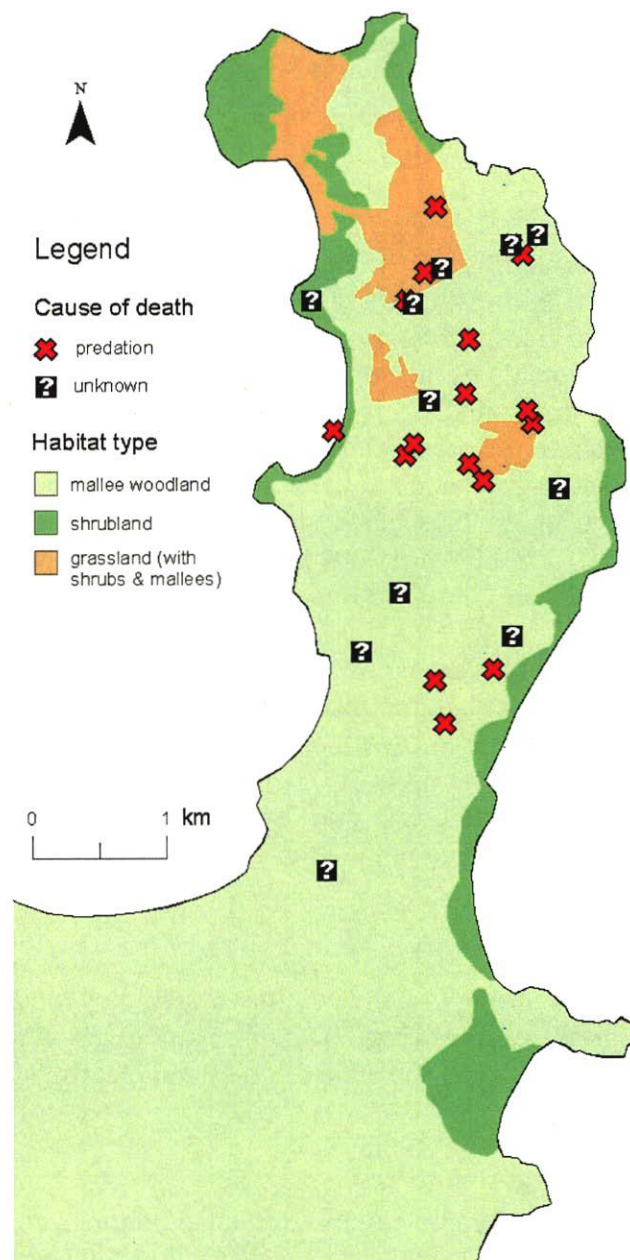 N
Legend
Cause of death
predation
? unknown
Habitat type
mallee woodland
shrubland
grassland (with
shrubs & mallees)
0 1 km
?
?
?
?
?
?
?
?
?
?
?
?